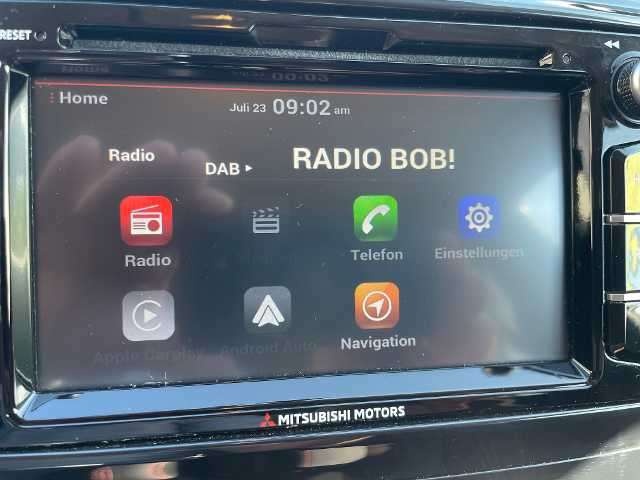 RESET
Home
Juli 23 09:02 am
Radio
DAB
RADIO BOB!
Radio
Telefon
Einstellungen
Apple Carplay
Android Auto
Navigation
MITSUBISHI MOTORS